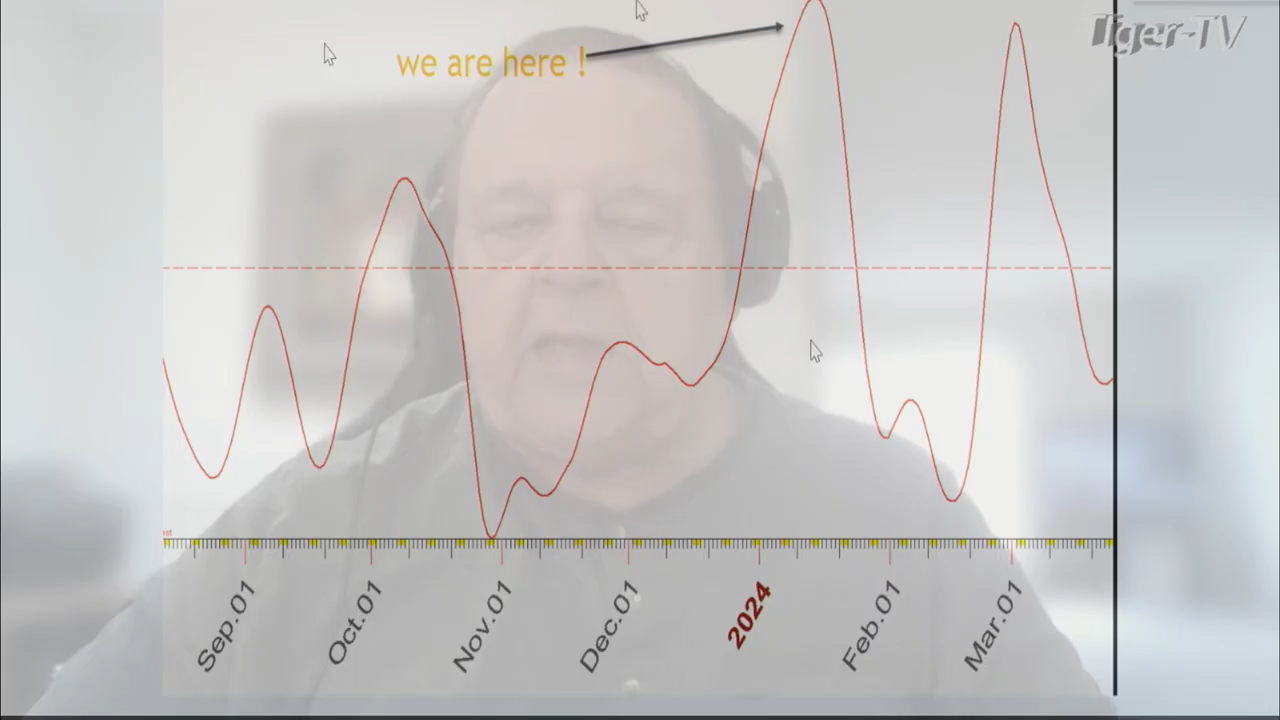 Tiger-TV
we are here !
Sep.01
Oct.01
Nov.01
Dec.01
2024
Feb.01
Mar.01